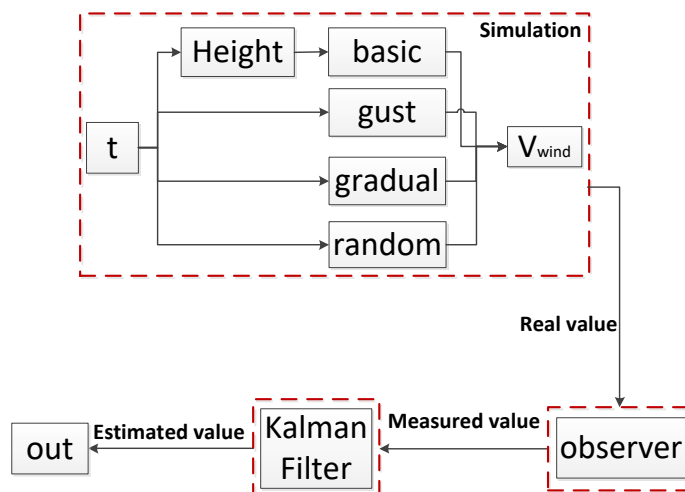 Simulation
Height
basic
gust
t
Vwind
gradual
random
Real value
Estimated value
Measured value
out
Kalman
Filter
observer